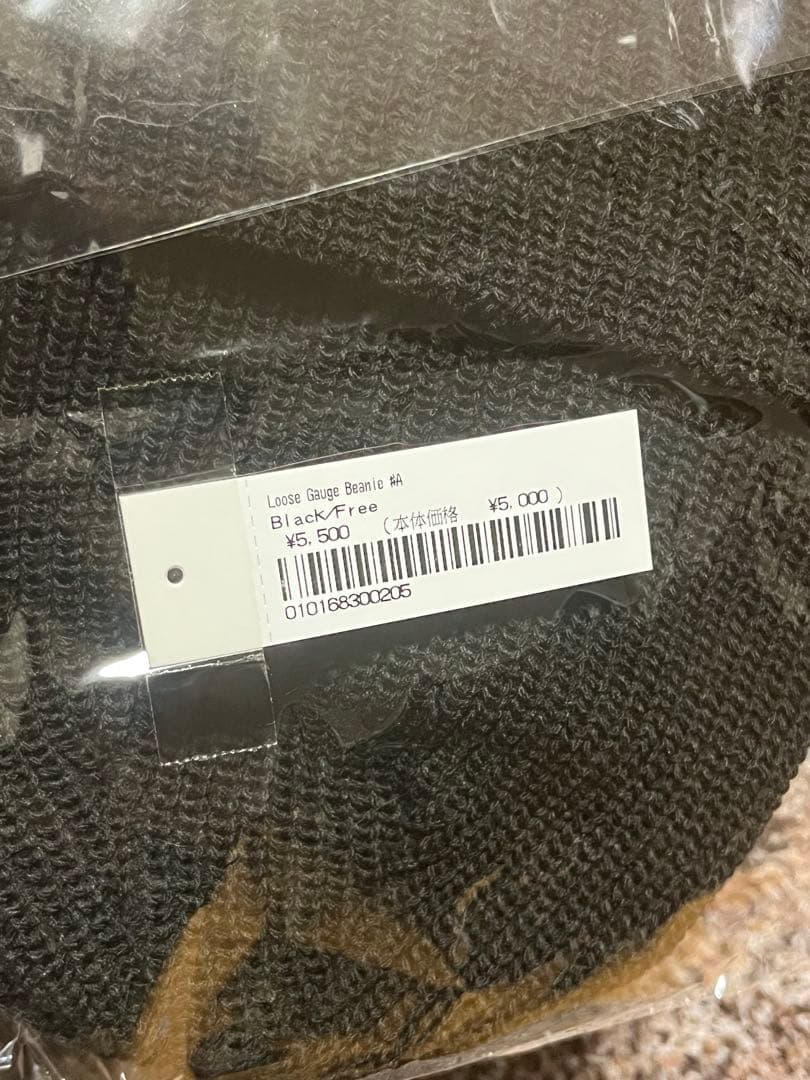 Loose Gauge Beanie #A
Black/Free
¥5,500 (本体価格 ¥5,000 )
010168300205